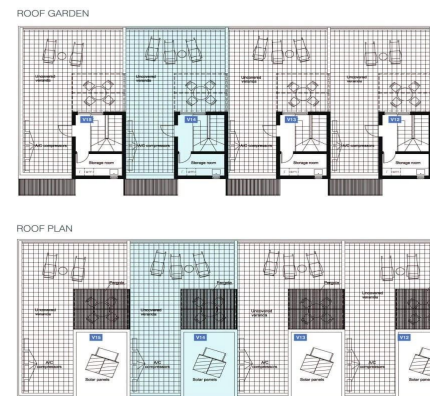 ROOF GARDEN
Uncovered
veranda
Uncovered
veranda
Uncovered
veranda
Uncovered
veranda
V15
V14
V13
V12
A/C compressors
A/C compressors
A/C compressors
A/C compressors
Storage room
Storage room
Storage room
Storage room
ROOF PLAN
Pergola
Pergola
Pergola
Uncovered
veranda
Uncovered
veranda
Uncovered
veranda
Uncovered
veranda
V15
V14
V13
V12
A/C
compressors
A/C
compressors
A/C
compressors
A/C
compressors
Solar panels
Solar panels
Solar panels
Solar panels